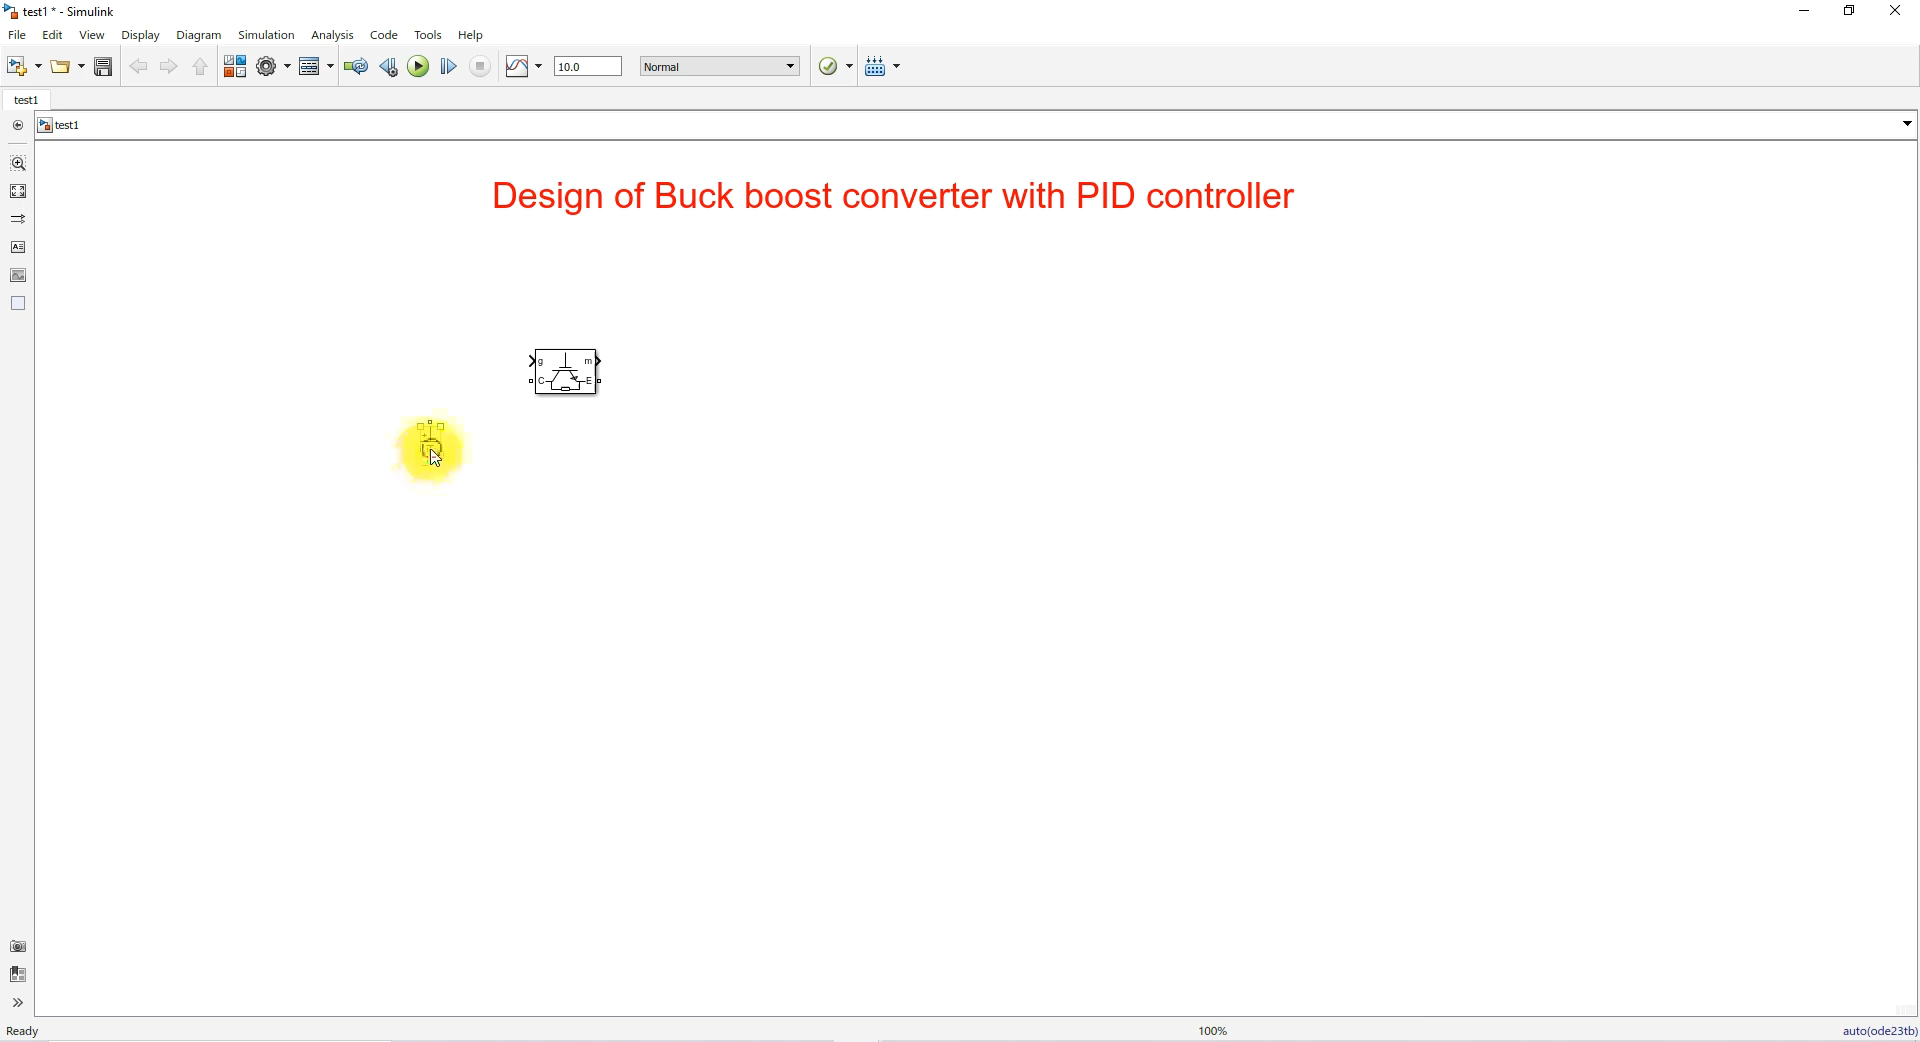 test1 * - Simulink
File Edit View Display Diagram Simulation Analysis Code Tools Help
10.0 Normal
test1
test1
Design of Buck boost converter with PID controller
g m
C E
Ready 100% auto(ode23tb)